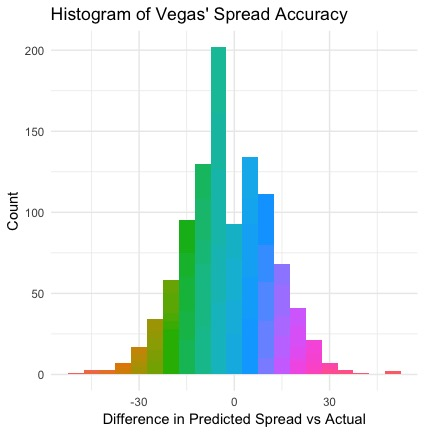 Histogram of Vegas' Spread Accuracy
200
150
100
50
0
Count
-30 0 30
Difference in Predicted Spread vs Actual